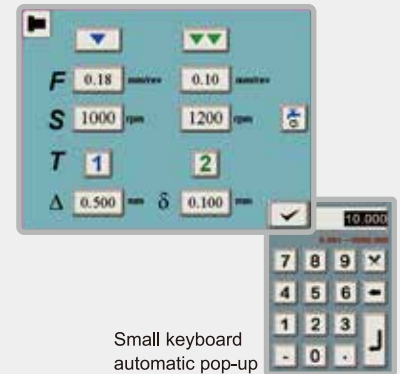 F 0.18 mm/rev 0.10 mm/rev
S 1000 rpm 1200 rpm
T 1 2
Δ 0.500 mm δ 0.100 mm
10.000
7 8 9
4 5 6
1 2 3
- 0 .
Small keyboard
automatic pop-up